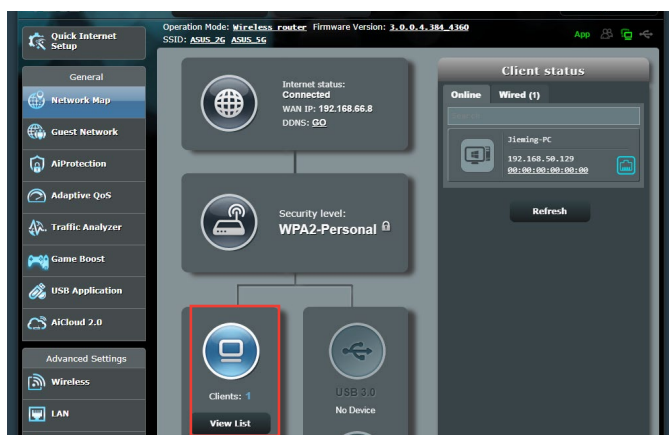 Operation Mode: Wireless router Firmware Version: 3.0.0.4.384_4360
SSID: ASUS_2G ASUS_5G
App
Quick Internet
Setup
General
Network Map
Guest Network
AiProtection
Adaptive QoS
Traffic Analyzer
Game Boost
USB Application
AiCloud 2.0
Advanced Settings
Wireless
LAN
Internet status:
Connected
WAN IP: 192.168.66.8
DDNS: GO
Security level:
WPA2-Personal
Clients: 1
View List
USB 3.0
No Device
Client status
Online Wired (1)
Jieming-PC
192.168.50.129
00:00:00:00:00:00
Refresh